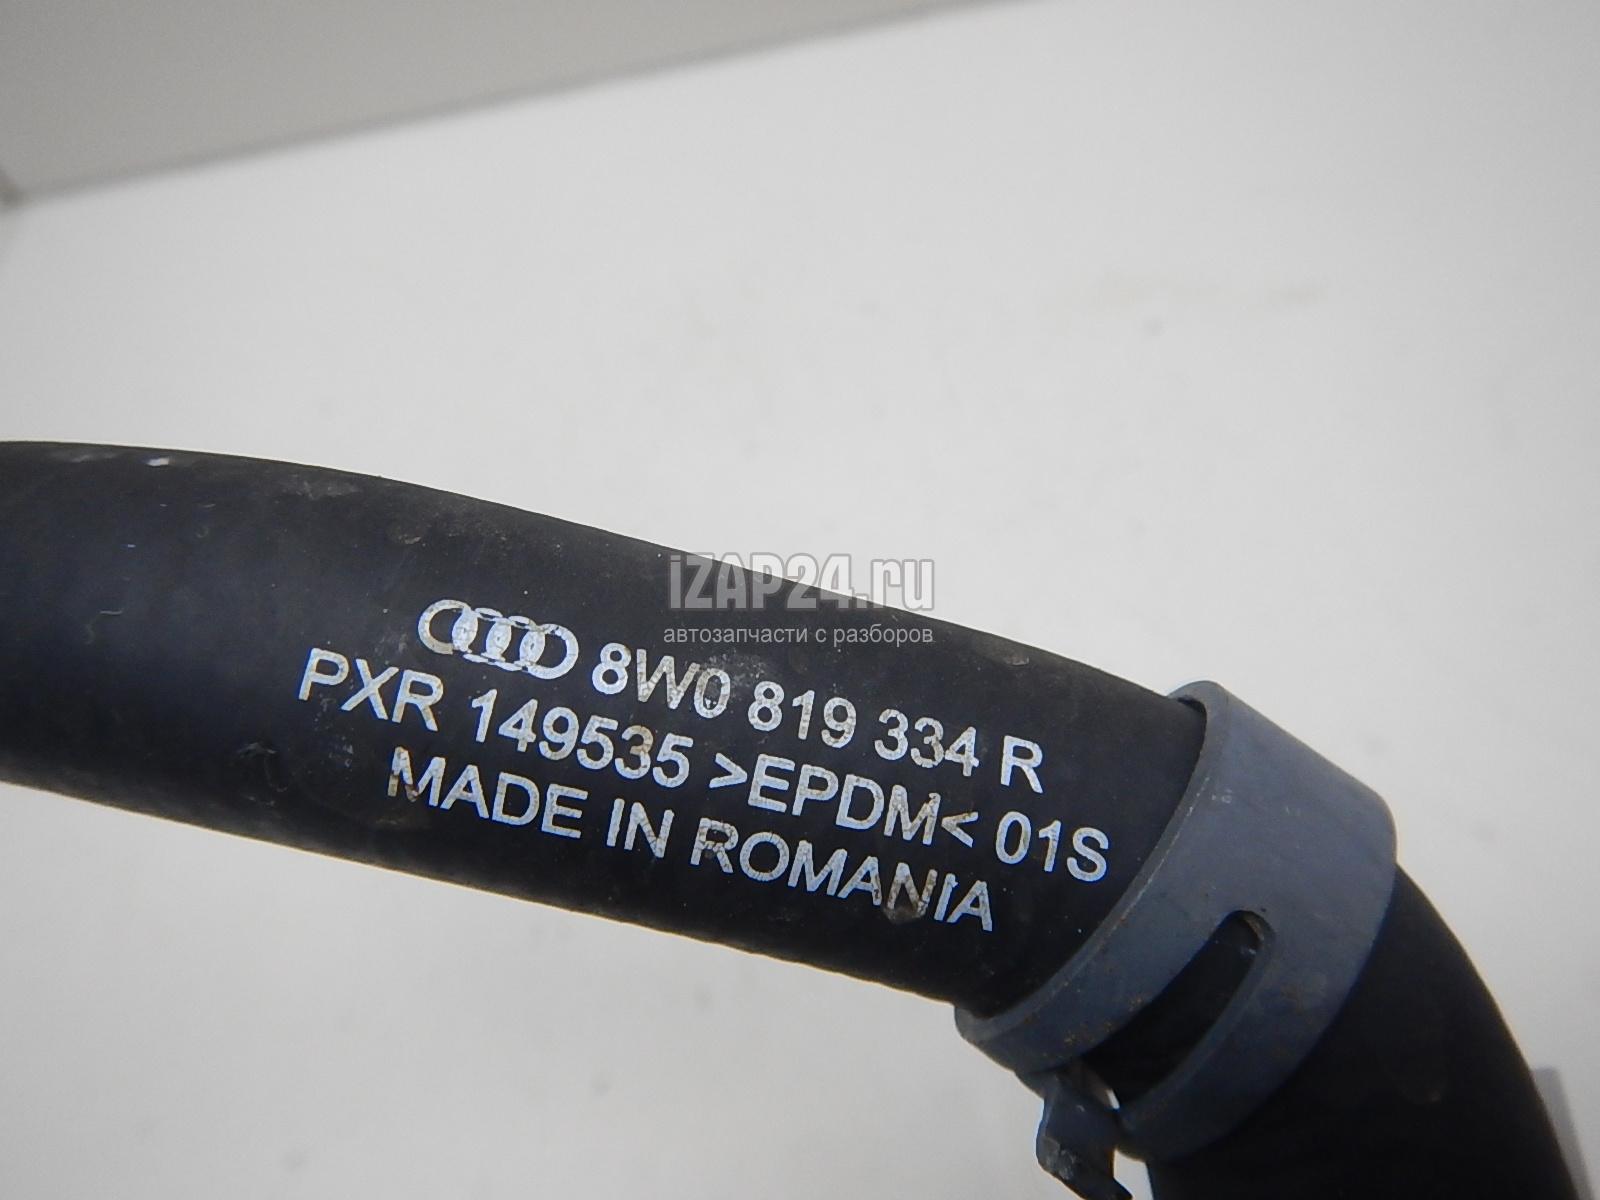 iZAP24.ru
автозапчасти с разборов
8W0 819 334 R
PXR 149535 >EPDM< 01S
MADE IN ROMANIA